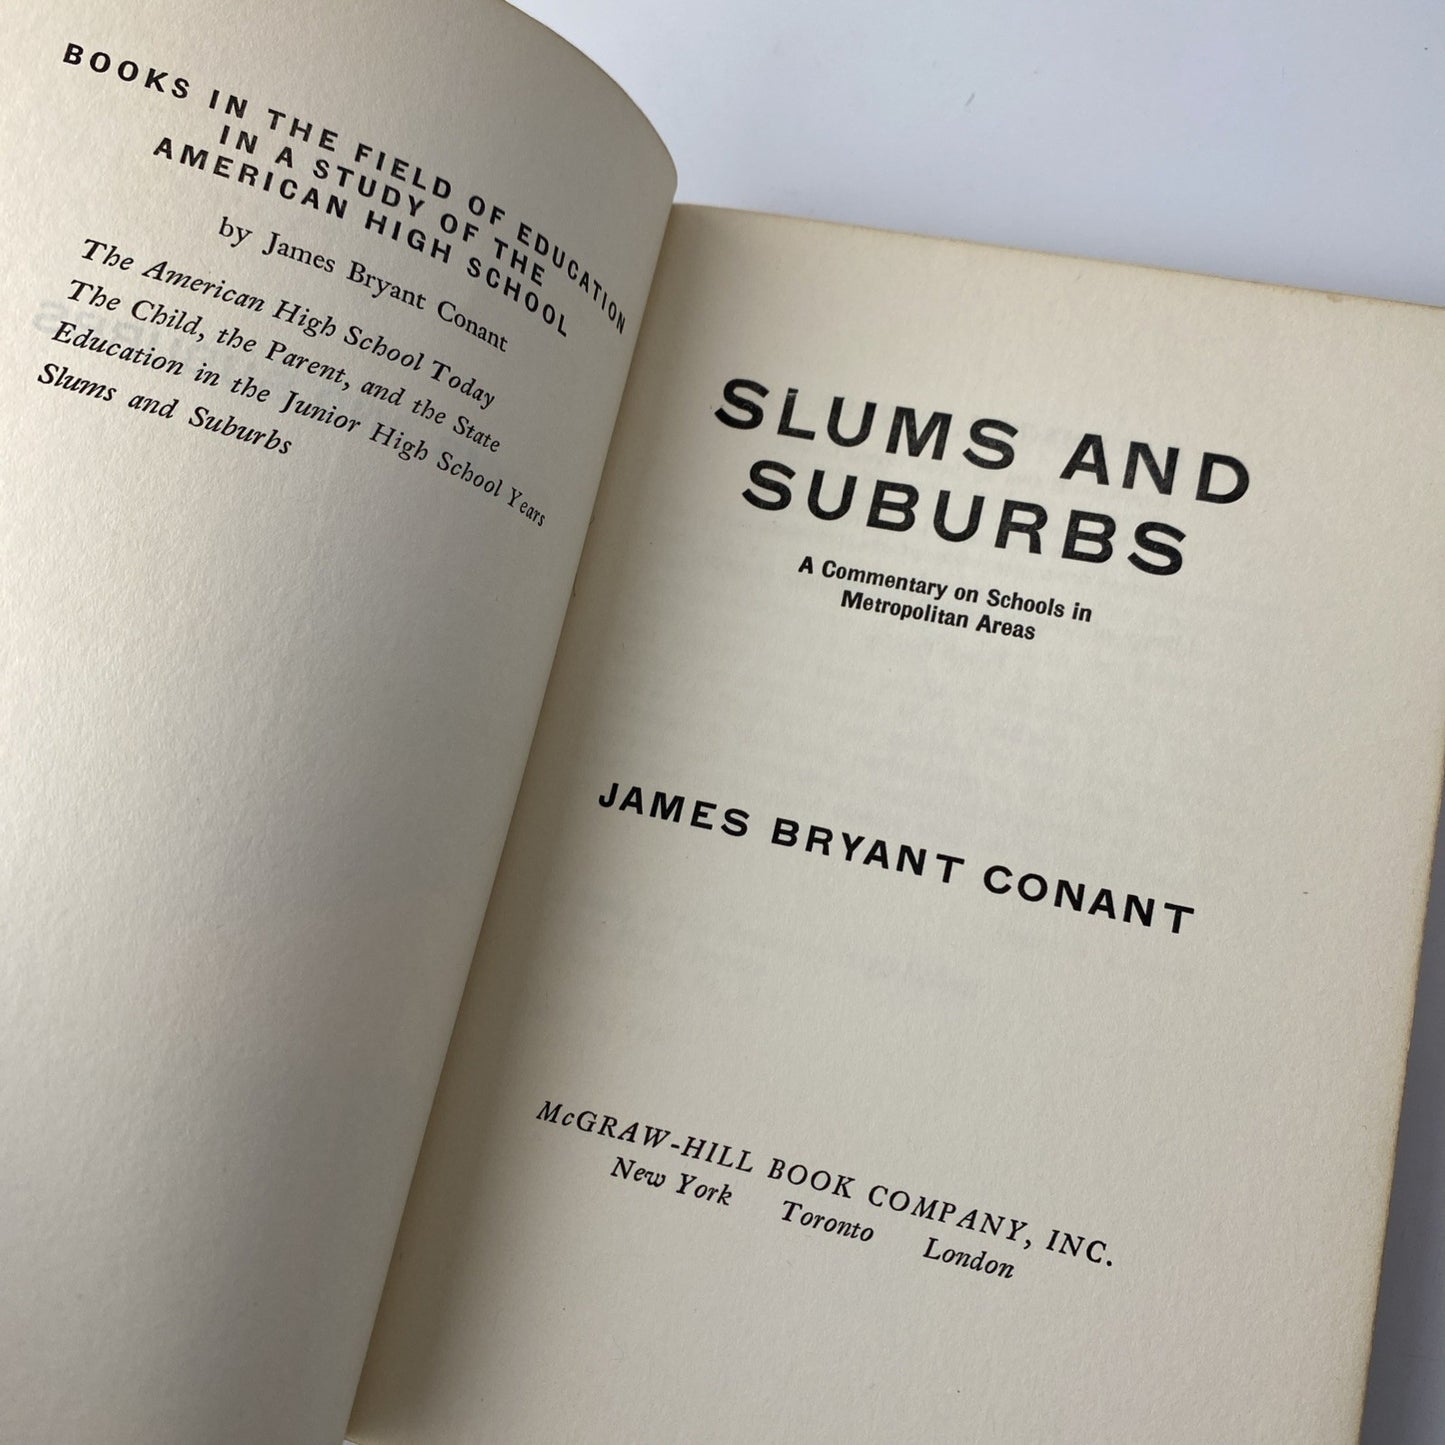 BOOKS IN THE FIELD OF EDUCATION
IN A STUDY OF THE
AMERICAN HIGH SCHOOL
by James Bryant Conant
The American High School Today
The Child, the Parent, and the State
Education in the Junior High School Years
Slums and Suburbs
SLUMS AND
SUBURBS
A Commentary on Schools in
Metropolitan Areas
JAMES BRYANT CONANT
McGRAW-HILL BOOK COMPANY, INC.
New York Toronto London